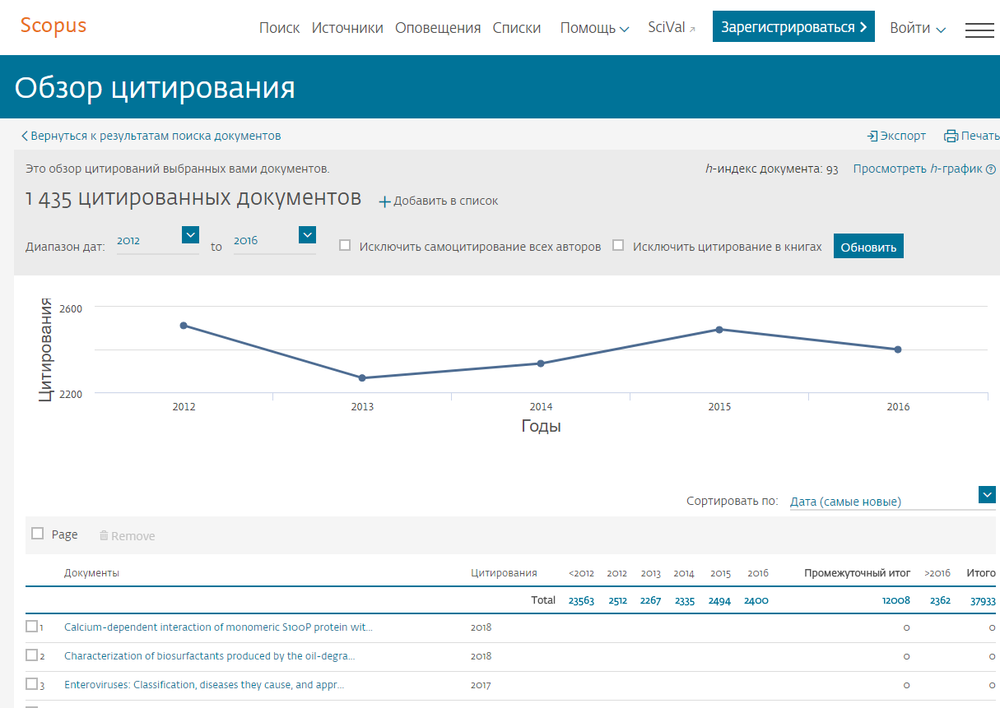 Scopus
Поиск Источники Оповещения Списки Помощь SciVal Зарегистрироваться Войти
Обзор цитирования
Вернуться к результатам поиска документов Экспорт Печать
Это обзор цитирований выбранных вами документов. h-индекс документа: 93 Просмотреть h-график
1 435 цитированных документов Добавить в список
Диапазон дат: 2012 to 2016 Исключить самоцитирование всех авторов Исключить цитирование в книгах Обновить
Цитирования
2600
2200
2012 2013 2014 2015 2016
Годы
Сортировать по: Дата (самые новые)
Page Remove
Документы Цитирования <2012 2012 2013 2014 2015 2016 Промежуточный итог >2016 Итого
Total 23563 2512 2267 2335 2494 2400 12008 2362 37933
1 Calcium-dependent interaction of monomeric S100P protein wit... 2018 0 0
2 Characterization of biosurfactants produced by the oil-degra... 2018 0 0
3 Enteroviruses: Classification, diseases they cause, and appr... 2017 0 0